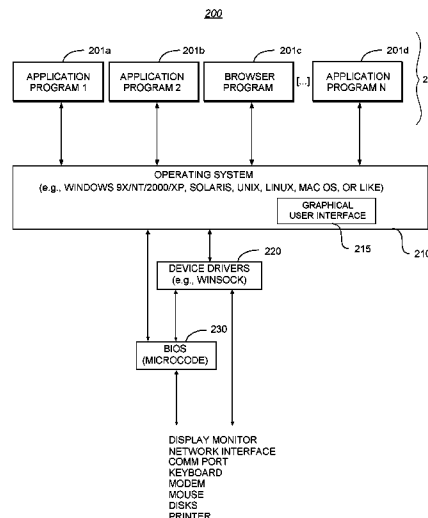 200
201a 201b 201c 201d
APPLICATION PROGRAM 1
APPLICATION PROGRAM 2
BROWSER PROGRAM
[...]
APPLICATION PROGRAM N
OPERATING SYSTEM
(e.g., WINDOWS 9X/NT/2000/XP, SOLARIS, UNIX, LINUX, MAC OS, OR LIKE)
GRAPHICAL
USER INTERFACE
215
210
220
DEVICE DRIVERS
(e.g., WINSOCK)
230
BIOS
(MICROCODE)
DISPLAY MONITOR
NETWORK INTERFACE
COMM PORT
KEYBOARD
MODEM
MOUSE
DISKS
PRINTER